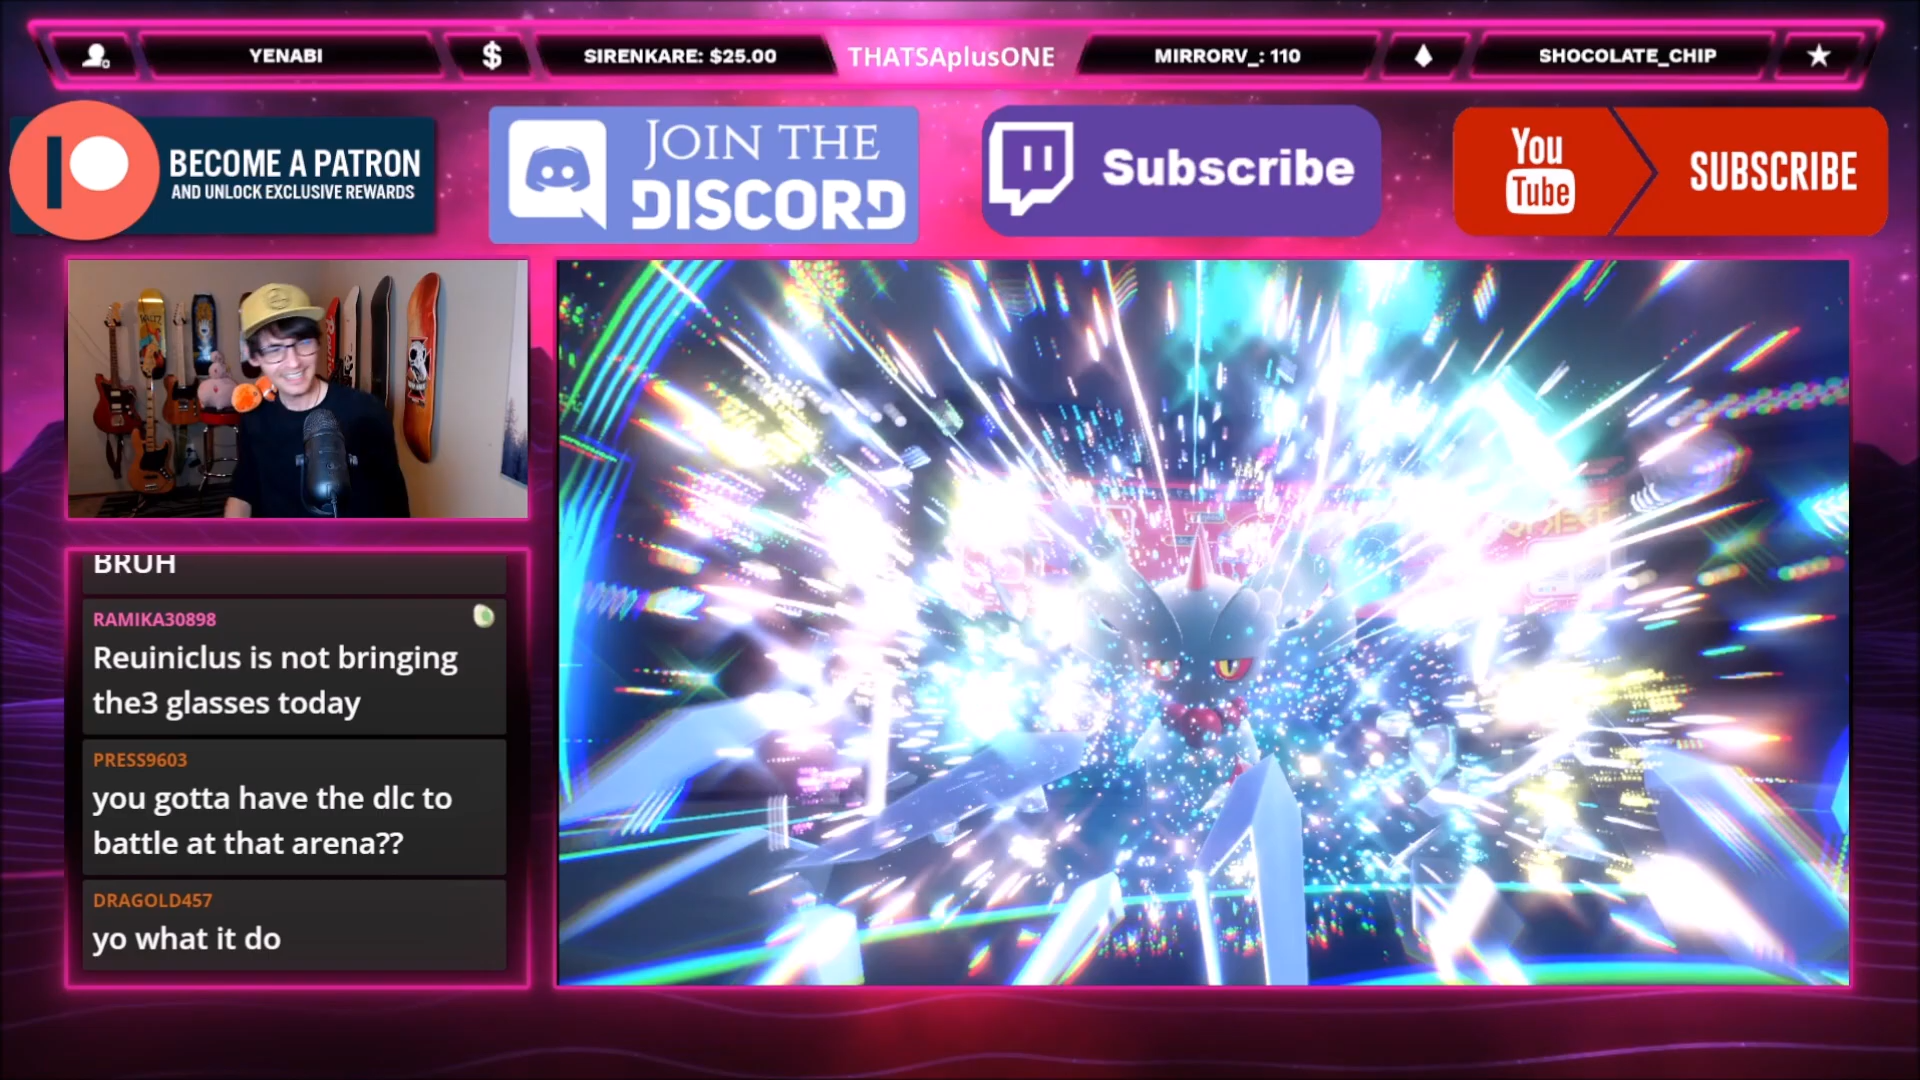 YENABI
$
SIRENKARE: $25.00
THATSAplusONE
MIRRORV_: 110
SHOCOLATE_CHIP
BECOME A PATRON
AND UNLOCK EXCLUSIVE REWARDS
JOIN THE
DISCORD
Subscribe
You
Tube
SUBSCRIBE
BRUH
RAMIKA30898
Reuiniclus is not bringing
the3 glasses today
PRESS9603
you gotta have the dlc to
battle at that arena??
DRAGOLD457
yo what it do